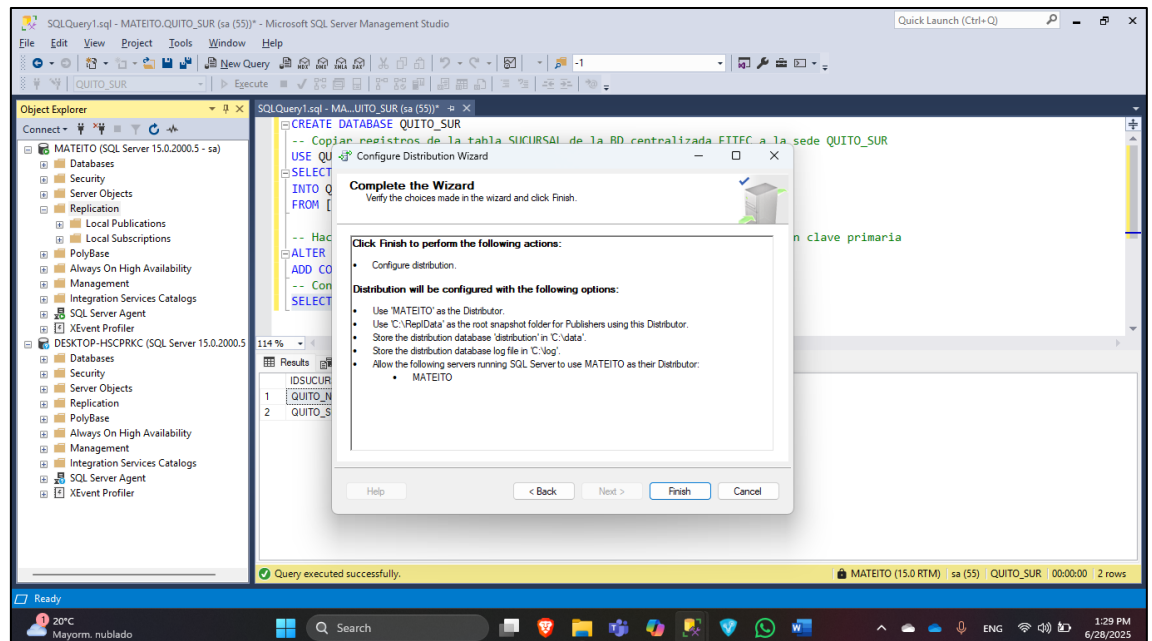 SQLQuery1.sql - MATEITO.QUITO_SUR (sa (55))* - Microsoft SQL Server Management Studio
Quick Launch (Ctrl+Q)
File Edit View Project Tools Window Help
New Query
-1
QUITO_SUR
Execute
Object Explorer
Connect
MATEITO (SQL Server 15.0.2000.5 - sa)
Databases
Security
Server Objects
Replication
Local Publications
Local Subscriptions
PolyBase
Always On High Availability
Management
Integration Services Catalogs
SQL Server Agent
XEvent Profiler
DESKTOP-HSCPRKC (SQL Server 15.0.2000.5
Databases
Security
Server Objects
Replication
PolyBase
Always On High Availability
Management
Integration Services Catalogs
SQL Server Agent
XEvent Profiler
SQLQuery1.sql - MA...UITO_SUR (sa (55))*
CREATE DATABASE QUITO_SUR
-- Copiar registros de la tabla SUCURSAL de la BD centralizada EITEC a la sede QUITO_SUR
USE QU
SELECT
INTO Q
FROM [
-- Hac
n clave primaria
ALTER
ADD CO
-- Con
SELECT
114 %
Results
IDSUCUR
1 QUITO_N
2 QUITO_S
Configure Distribution Wizard
Complete the Wizard
Verify the choices made in the wizard and click Finish.
Click Finish to perform the following actions:
• Configure distribution.
Distribution will be configured with the following options:
• Use 'MATEITO' as the Distributor.
• Use 'C:\ReplData' as the root snapshot folder for Publishers using this Distributor.
• Store the distribution database 'distribution' in 'C:\data'.
• Store the distribution database log file in 'C:\log'.
• Allow the following servers running SQL Server to use MATEITO as their Distributor:
• MATEITO
Help < Back Next > Finish Cancel
Query executed successfully.
MATEITO (15.0 RTM) sa (55) QUITO_SUR 00:00:00 2 rows
Ready
1
20°C
Mayorm. nublado
Search
ENG
1:29 PM
6/28/2025